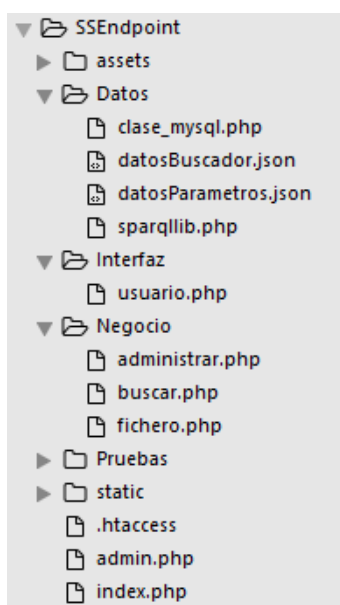 SSEndpoint
assets
Datos
clase_mysql.php
datosBuscador.json
datosParametros.json
sparqllib.php
Interfaz
usuario.php
Negocio
administrar.php
buscar.php
fichero.php
Pruebas
static
.htaccess
admin.php
index.php